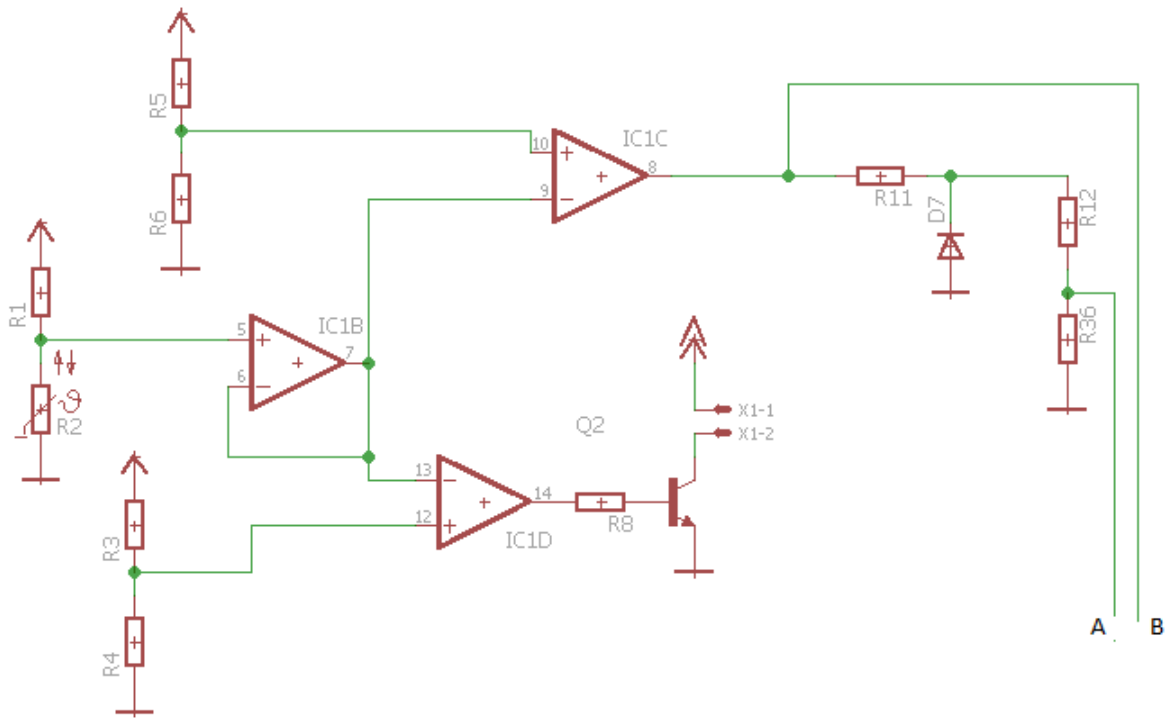 R5
R6
10
+
9
−
IC1C
8
R11
D7
R12
R36
R1
5
+
6
−
IC1B
7
ϑ
R2
−
Q2
X1-1
X1-2
13
−
12
+
14
IC1D
R8
R3
R4
A B